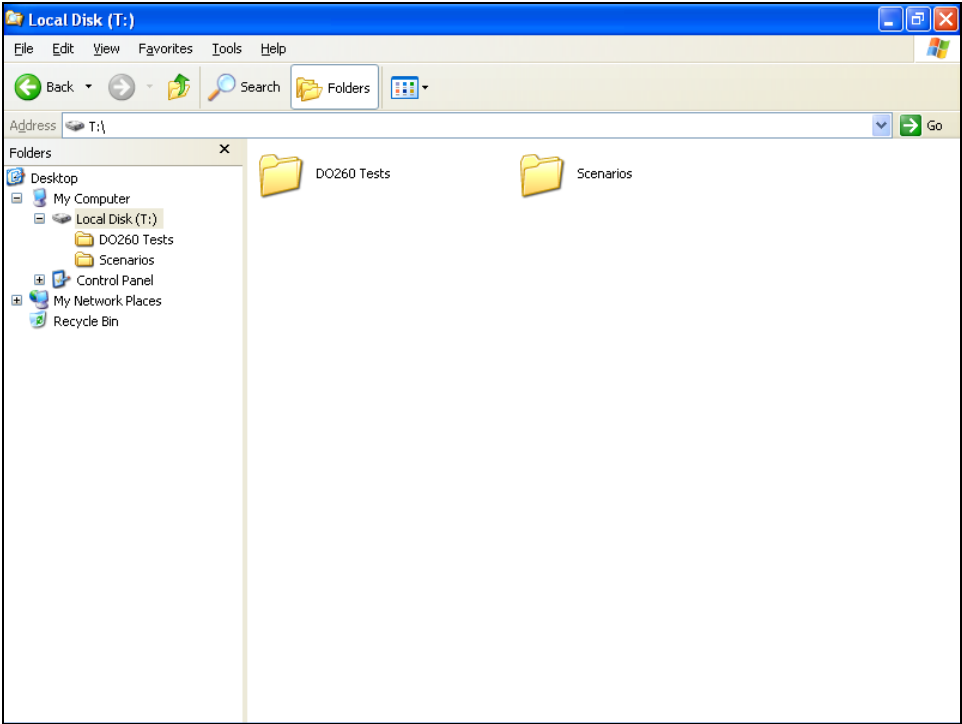 Local Disk (T:)
File Edit View Favorites Tools Help
Back Search Folders
Address T:\ Go
Folders
Desktop
My Computer
Local Disk (T:)
DO260 Tests
Scenarios
Control Panel
My Network Places
Recycle Bin
DO260 Tests Scenarios